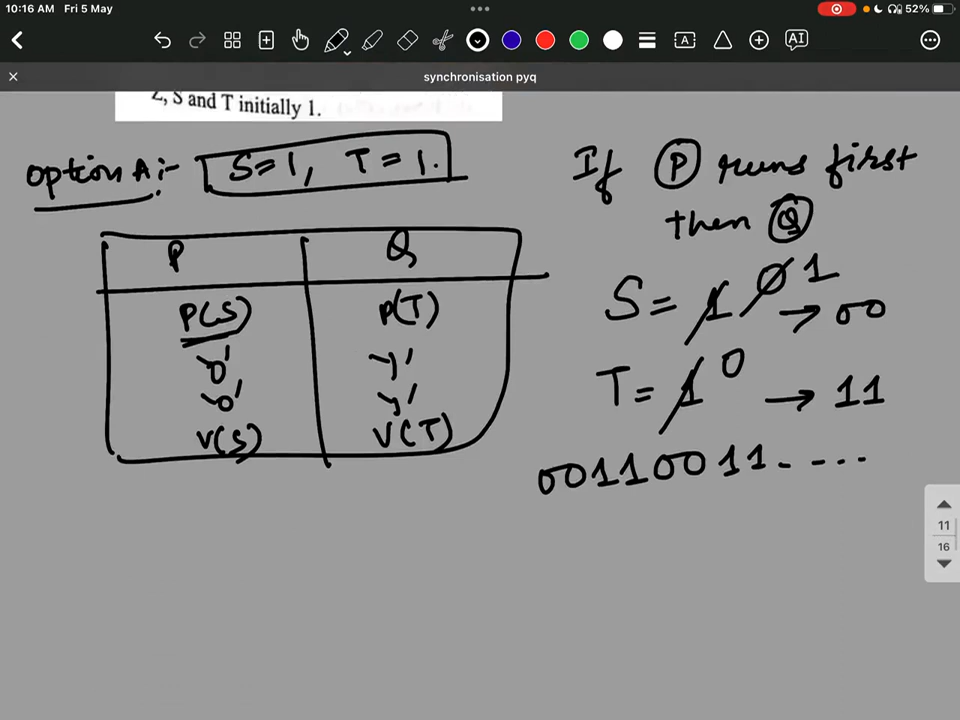 10:16 AM Fri 5 May
52%
A
AI
synchronisation pyq
Z, S and T initially 1.
option A:- S=1, T=1.
If P runs first
then Q
P Q
P(S) P(T)
'0' '1'
'0' '1'
V(S) V(T)
S= 1 0 1 → 00
T= 1 0 → 11
00110011....
11
16